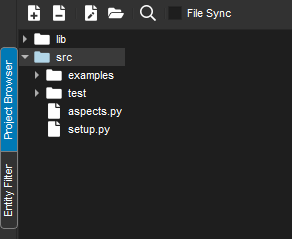 File Sync
lib
src
examples
test
aspects.py
setup.py
Project Browser
Entity Filter